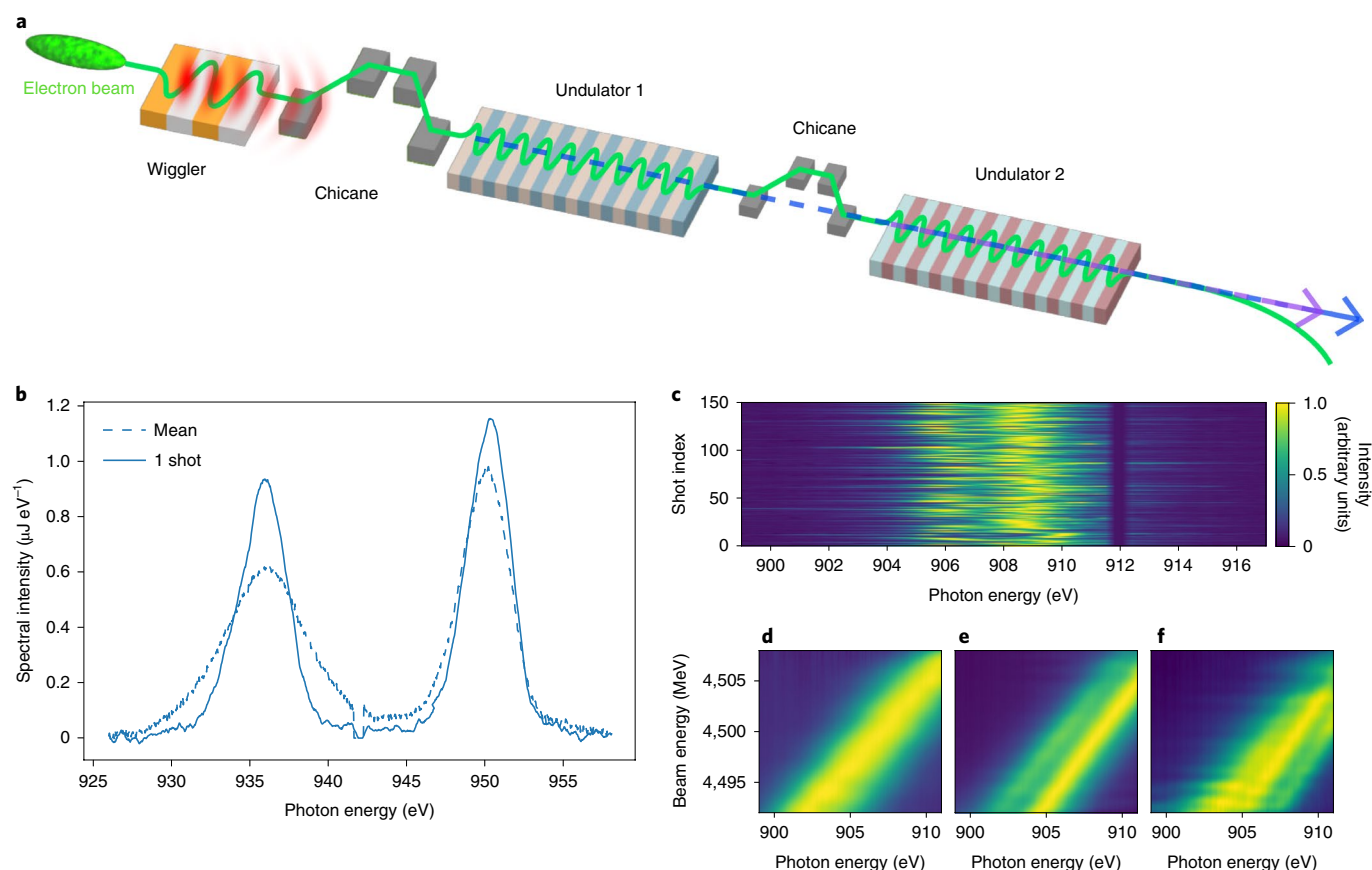 a
Electron beam
Wiggler
Chicane
Undulator 1
Chicane
Undulator 2
b
Spectral intensity (µJ eV⁻¹)
1.2
1.0
0.8
0.6
0.4
0.2
0
Mean
1 shot
925 930 935 940 945 950 955
Photon energy (eV)
c
Shot index
150
100
50
0
900 902 904 906 908 910 912 914 916
Photon energy (eV)
1.0
0.5
0
Intensity
(arbitrary units)
d
e
f
Beam energy (MeV)
4,505
4,500
4,495
900 905 910
900 905 910
900 905 910
Photon energy (eV)
Photon energy (eV)
Photon energy (eV)